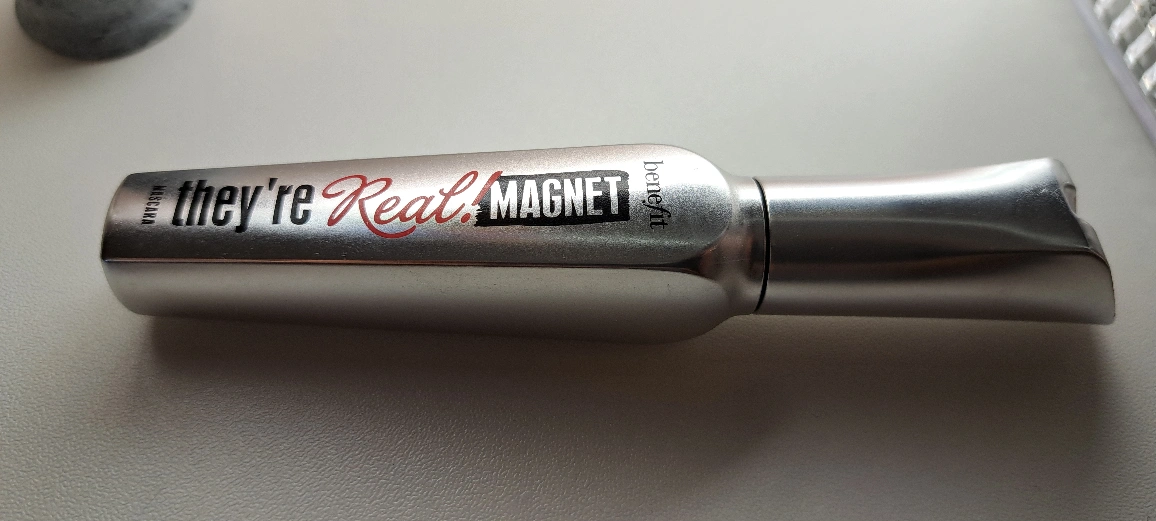 they're Real! MAGNET
MASCARA
benefit